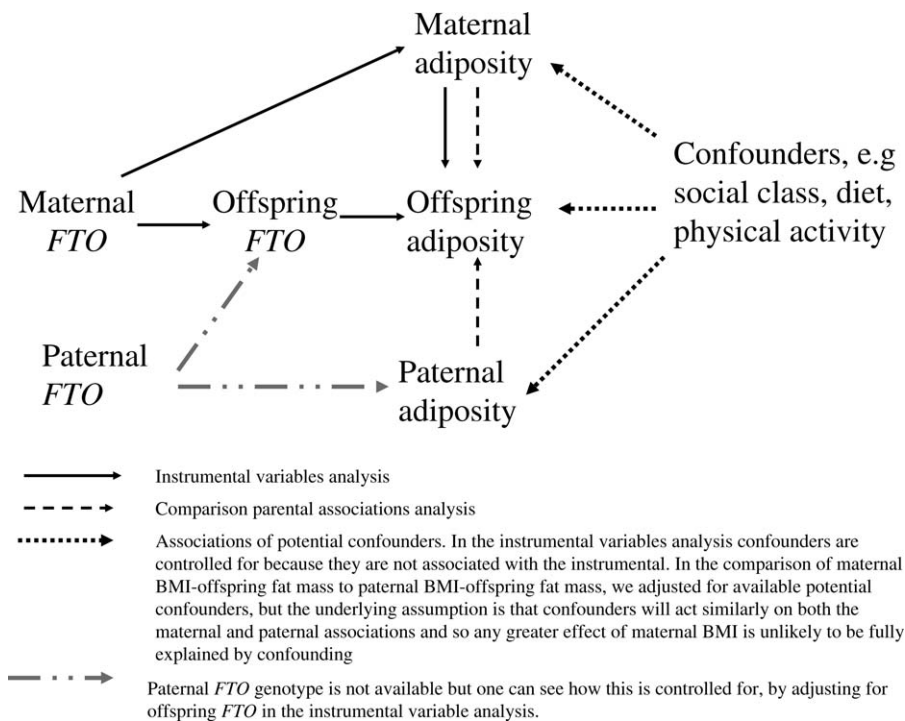 Maternal
adiposity
Confounders, e.g
social class, diet,
physical activity
Maternal
FTO
Offspring
FTO
Offspring
adiposity
Paternal
FTO
Paternal
adiposity
Instrumental variables analysis
Comparison parental associations analysis
Associations of potential confounders. In the instrumental variables analysis confounders are
controlled for because they are not associated with the instrumental. In the comparison of maternal
BMI-offspring fat mass to paternal BMI-offspring fat mass, we adjusted for available potential
confounders, but the underlying assumption is that confounders will act similarly on both the
maternal and paternal associations and so any greater effect of maternal BMI is unlikely to be fully
explained by confounding
Paternal FTO genotype is not available but one can see how this is controlled for, by adjusting for
offspring FTO in the instrumental variable analysis.